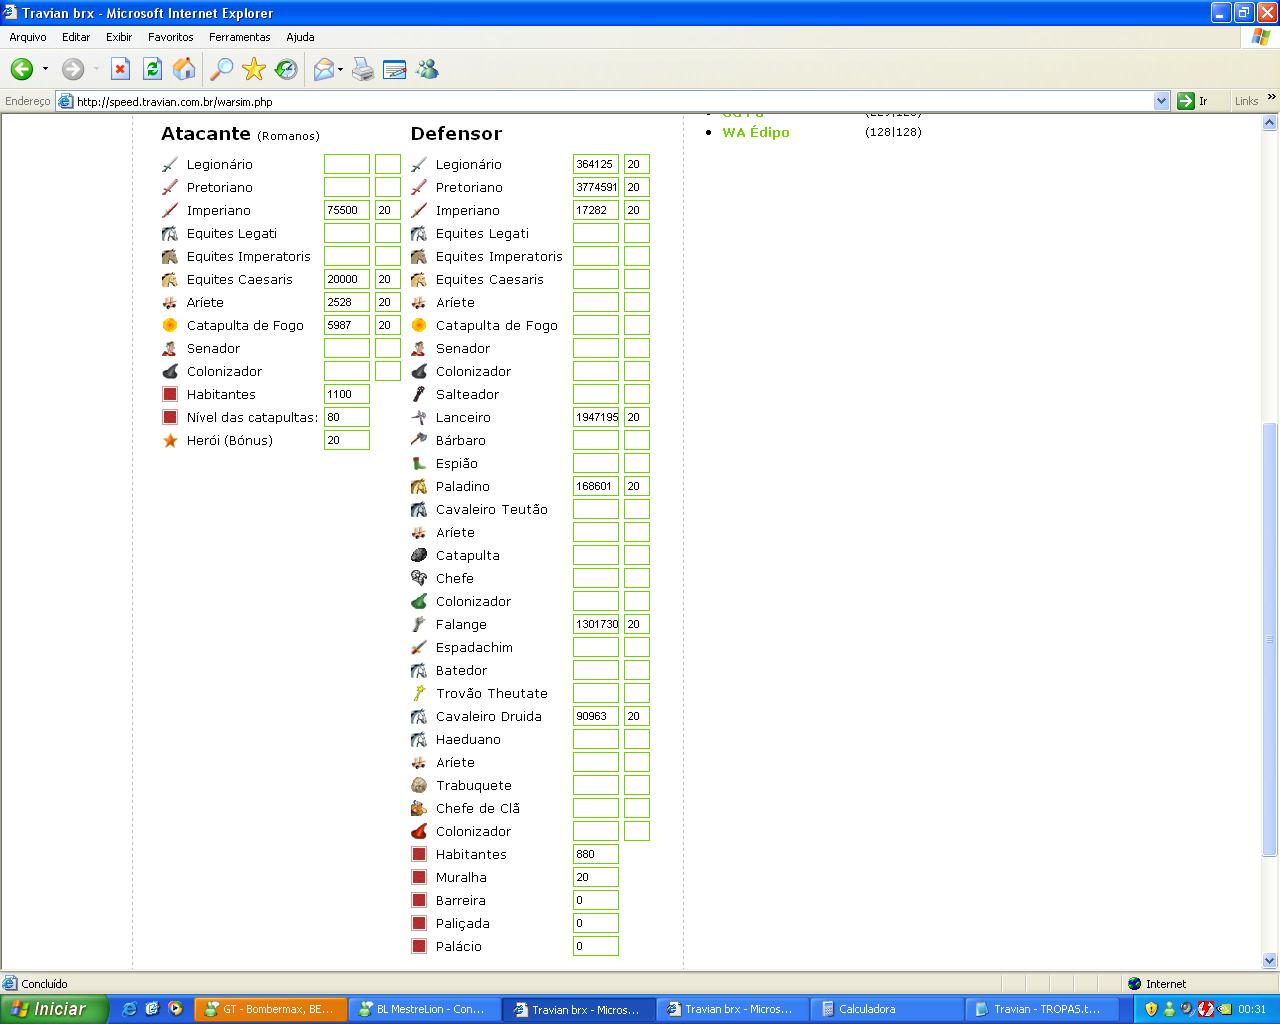 Travian brx - Microsoft Internet Explorer
Arquivo Editar Exibir Favoritos Ferramentas Ajuda
Endereço http://speed.travian.com.br/warsim.php Ir Links »
Atacante (Romanos)
Legionário
Pretoriano
Imperiano 75500 20
Equites Legati
Equites Imperatoris
Equites Caesaris 20000 20
Aríete 2528 20
Catapulta de Fogo 5987 20
Senador
Colonizador
Habitantes 1100
Nível das catapultas: 80
Herói (Bónus) 20
Defensor
Legionário 364125 20
Pretoriano 3774591 20
Imperiano 17282 20
Equites Legati
Equites Imperatoris
Equites Caesaris
Aríete
Catapulta de Fogo
Senador
Colonizador
Salteador
Lanceiro 1947195 20
Bárbaro
Espião
Paladino 168601 20
Cavaleiro Teutão
Aríete
Catapulta
Chefe
Colonizador
Falange 1301730 20
Espadachim
Batedor
Trovão Theutate
Cavaleiro Druida 90963 20
Haeduano
Aríete
Trabuquete
Chefe de Clã
Colonizador
Habitantes 880
Muralha 20
Barreira 0
Paliçada 0
Palácio 0
WA Édipo (128|128)
Concluído Internet
Iniciar GT - Bombermax, BE... BL MestreLion - Con... Travian brx - Micros... Travian brx - Micros... Calculadora Travian - TROPAS.t... 00:31